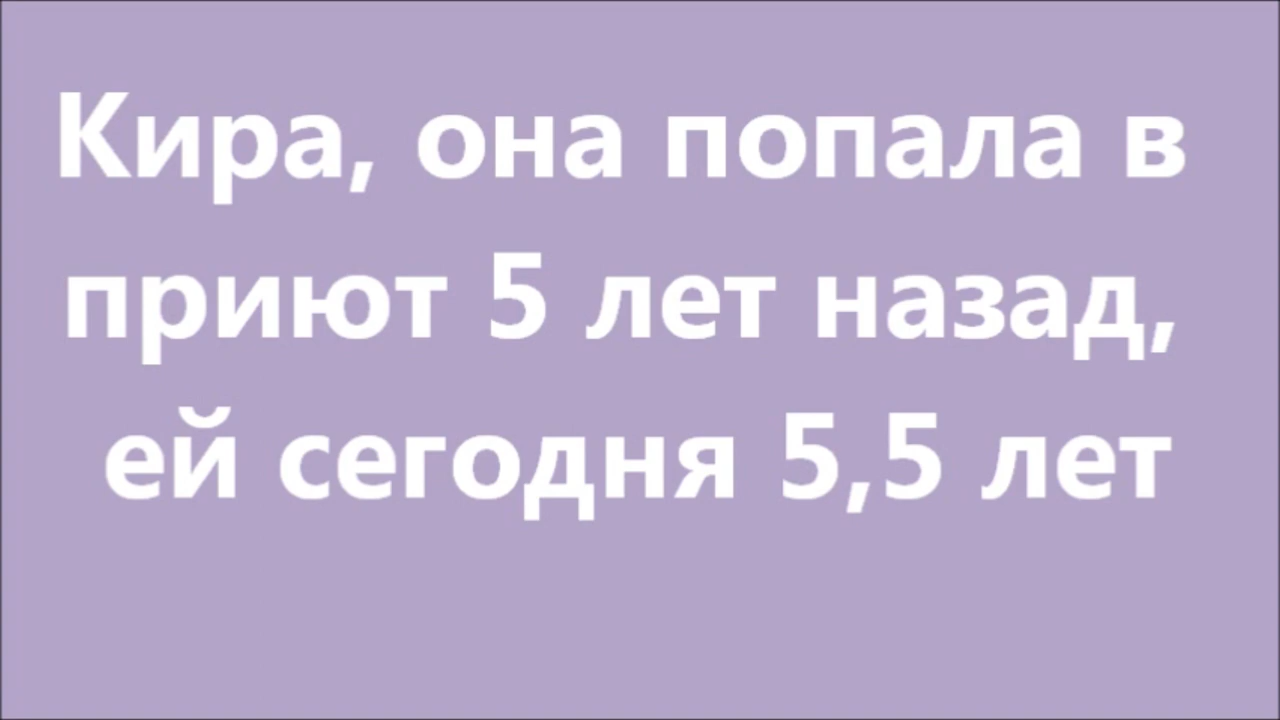 Кира, она попала в
приют 5 лет назад,
ей сегодня 5,5 лет